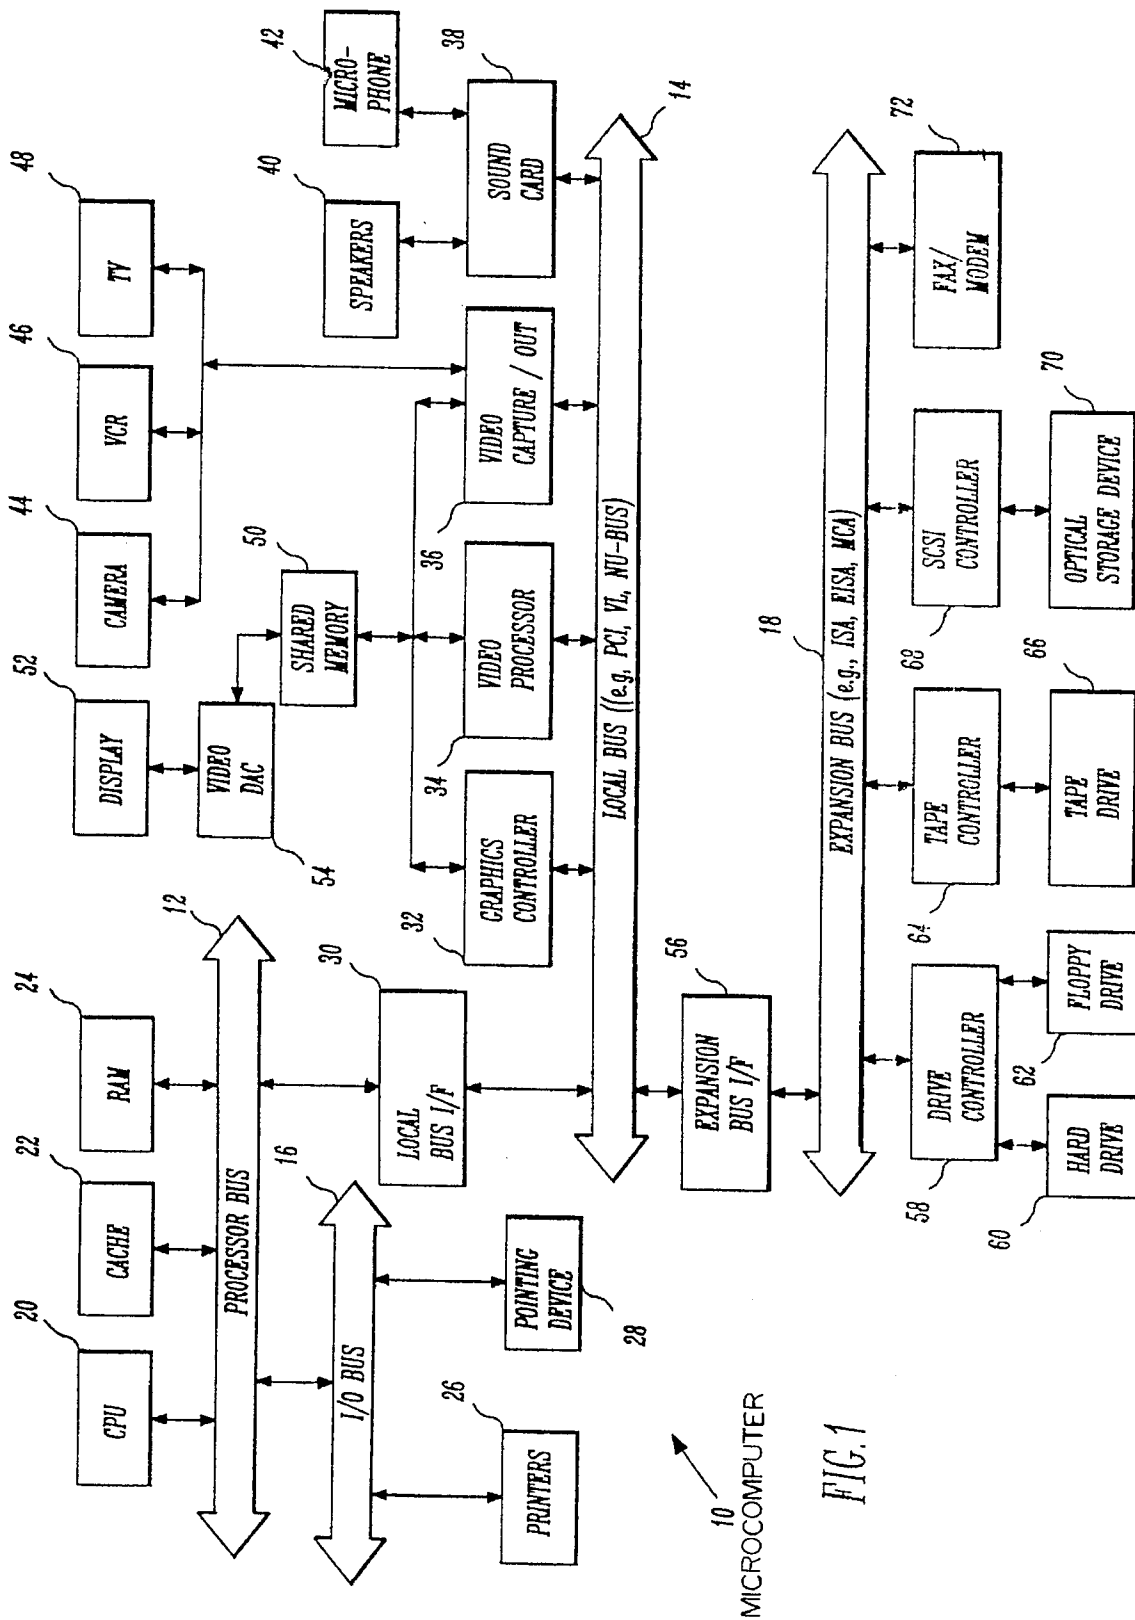 20
22
24
12
52
44
46
48
CPU
CACHE
RAM
DISPLAY
CAMERA
VCR
TV
PROCESSOR BUS
VIDEO
DAC
54
50
SHARED
MEMORY
40
42
SPEAKERS
MICRO-
PHONE
16
I/O BUS
30
LOCAL
BUS I/F
32
34
36
38
GRAPHICS
CONTROLLER
VIDEO
PROCESSOR
VIDEO
CAPTURE / OUT
SOUND
CARD
26
PRINTERS
POINTING
DEVICE
28
LOCAL BUS ((e.g, PCI, VL, NU-BUS)
14
56
EXPANSION
BUS I/F
18
EXPANSION BUS (e.g., ISA, EISA, MCA)
10
MICROCOMPUTER
FIG.1
58
DRIVE
CONTROLLER
64
TAPE
CONTROLLER
68
SCSI
CONTROLLER
72
FAX/
MODEM
60
HARD
DRIVE
62
FLOPPY
DRIVE
66
TAPE
DRIVE
70
OPTICAL
STORAGE DEVICE